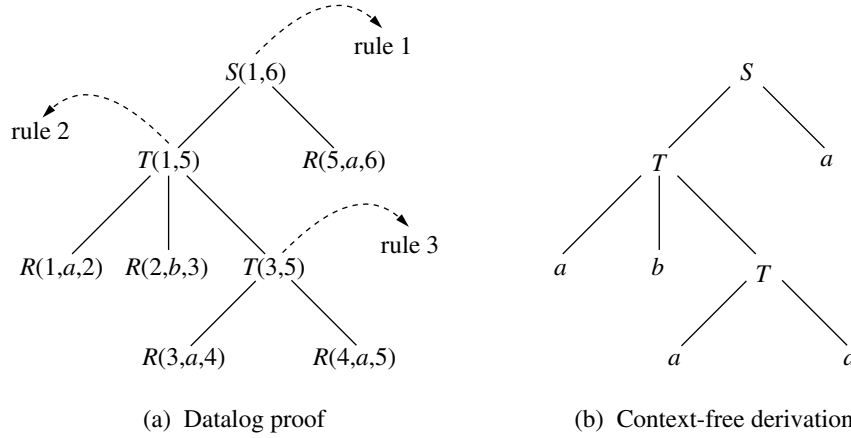 rule 1
S(1,6) S
rule 2
T(1,5) R(5,a,6) T a
rule 3
R(1,a,2) R(2,b,3) T(3,5) a b T
R(3,a,4) R(4,a,5) a
(a) Datalog proof (b) Context-free derivation